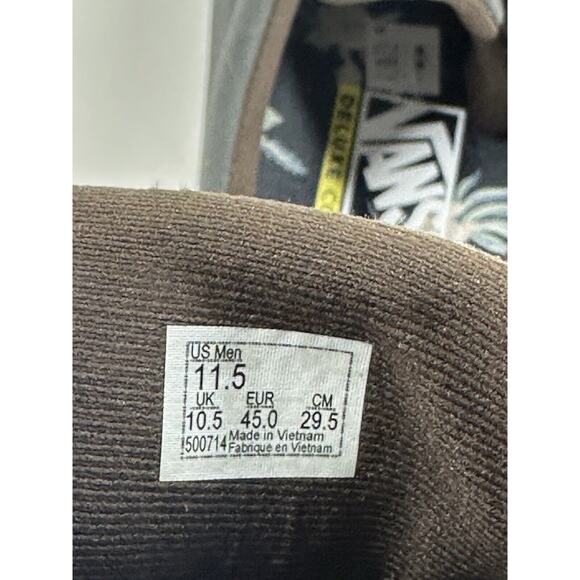 DELUXE C
VANS
US Men
11.5
UK EUR CM
10.5 45.0 29.5
500714 Made in Vietnam
Fabrique en Vietnam